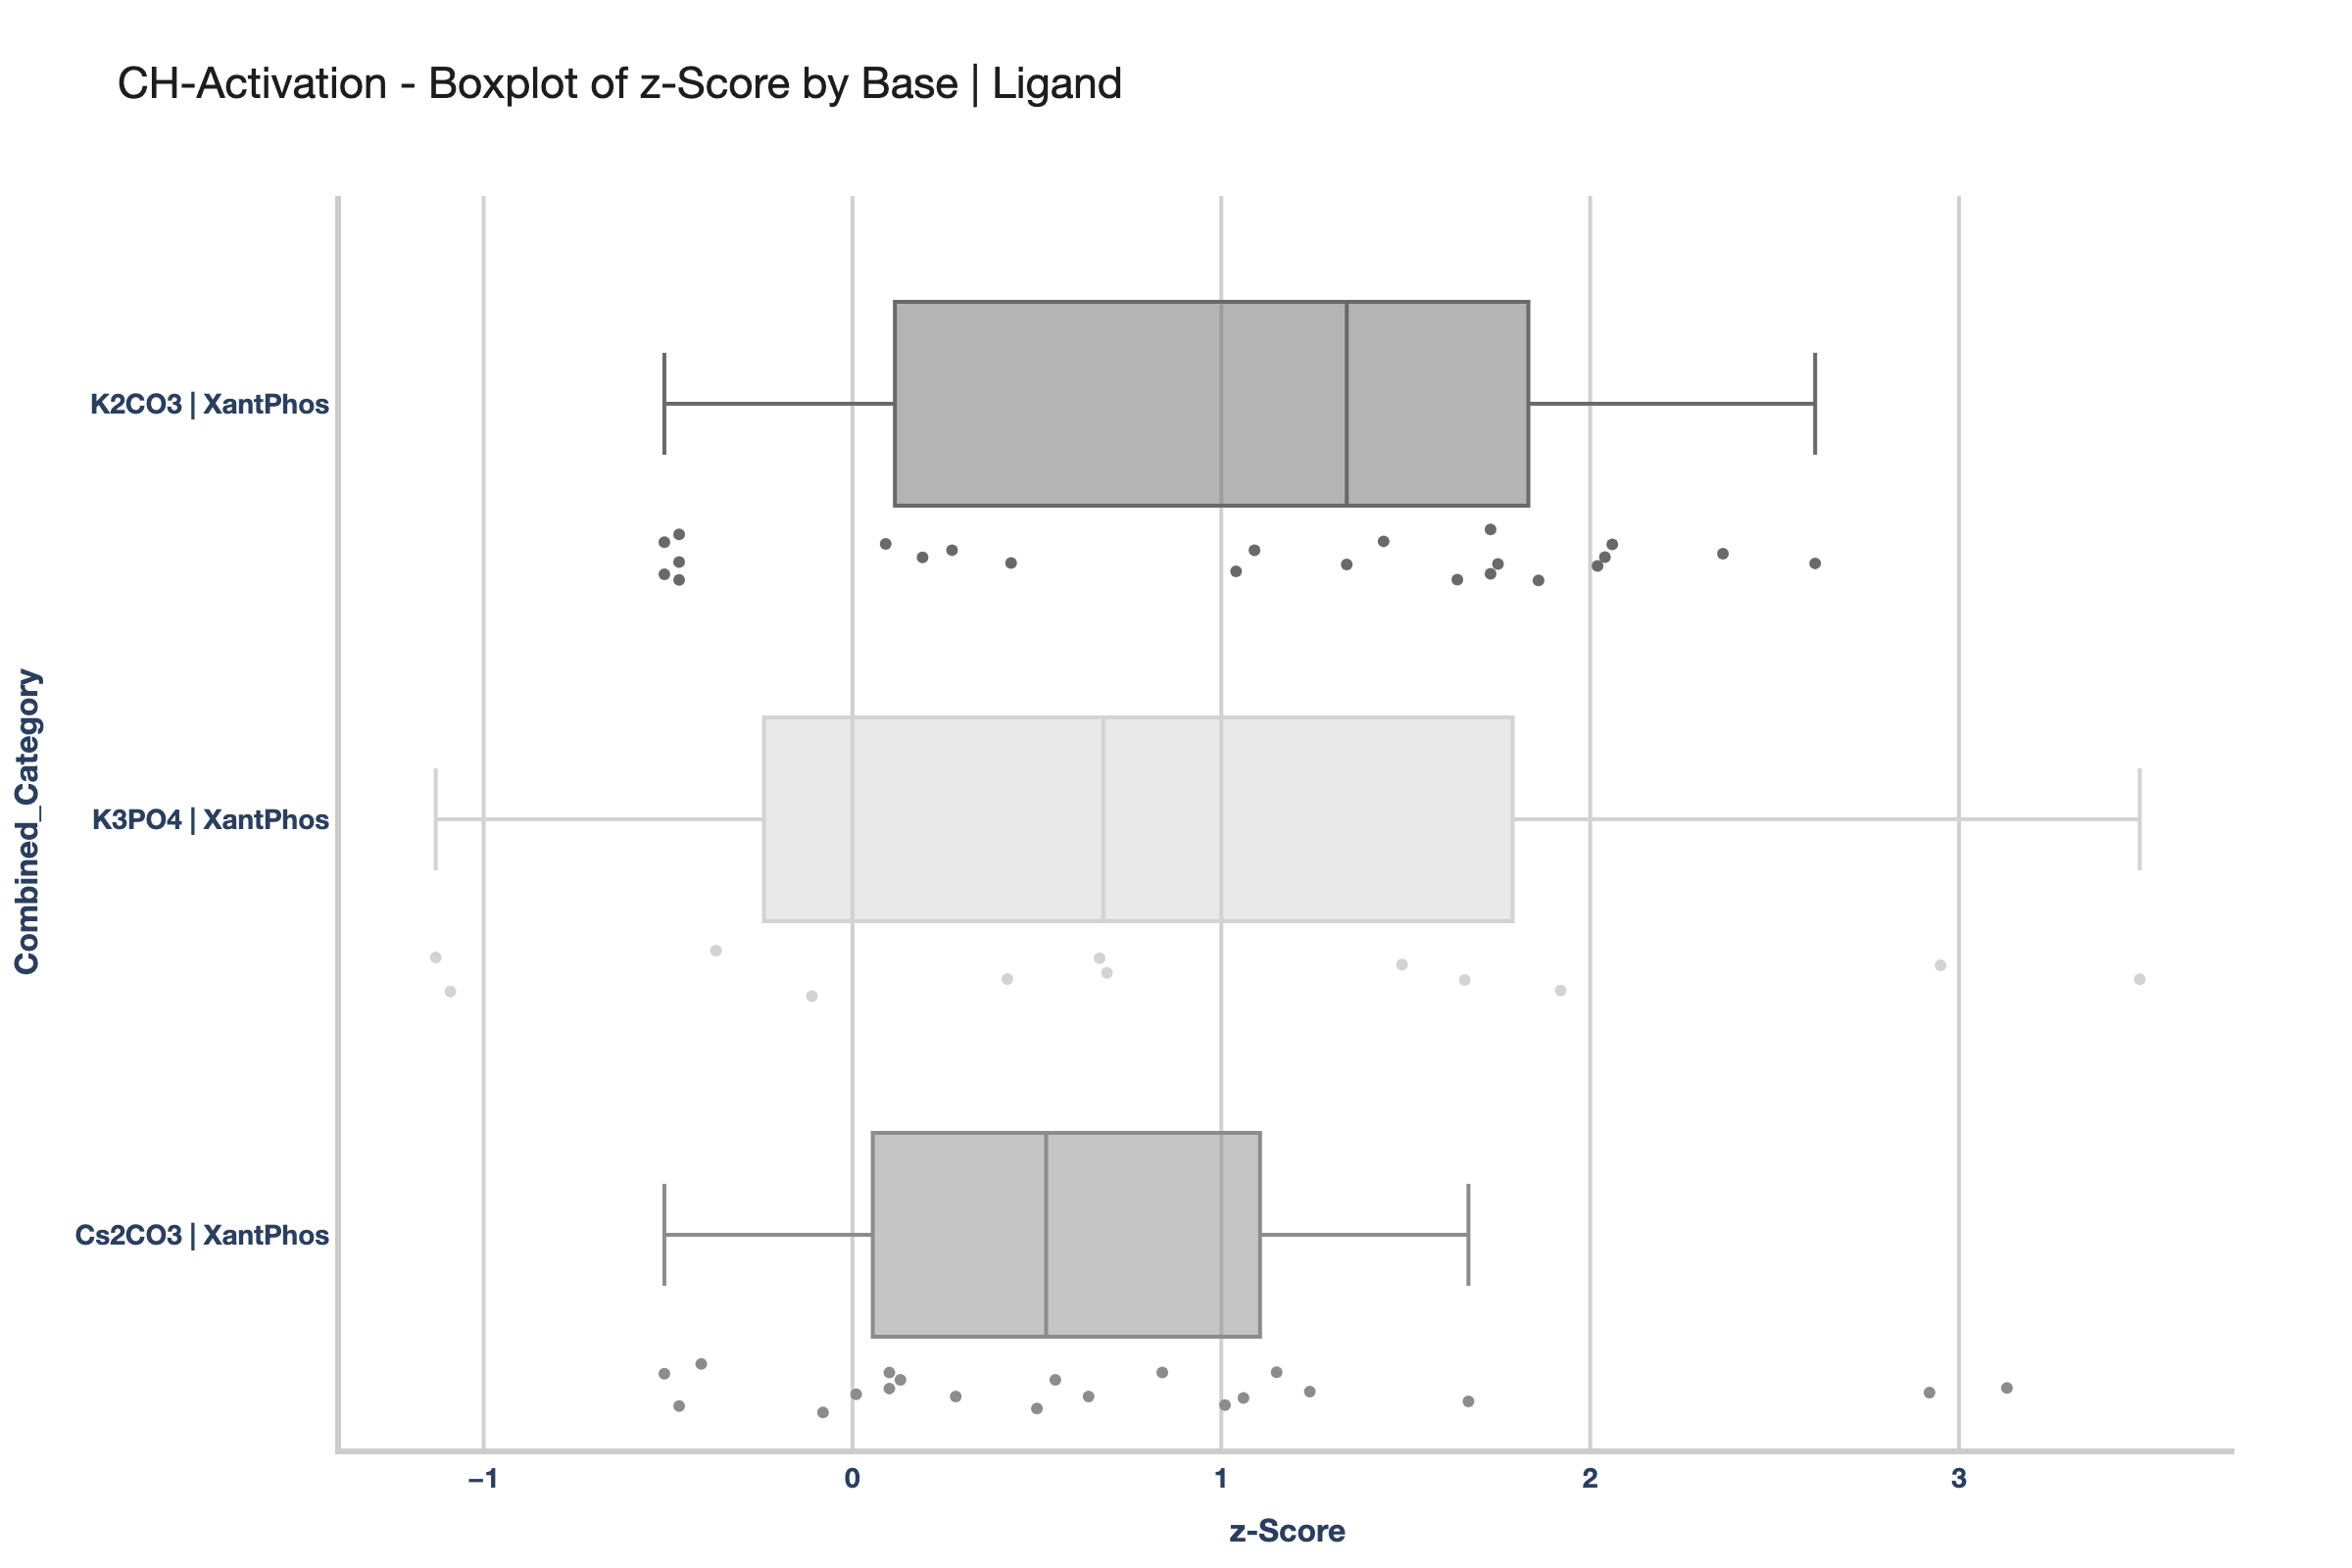 CH-Activation - Boxplot of z-Score by Base | Ligand
K2CO3 | XantPhos
K3PO4 | XantPhos
Cs2CO3 | XantPhos
Combined_Category
−1
0
1
2
3
z-Score